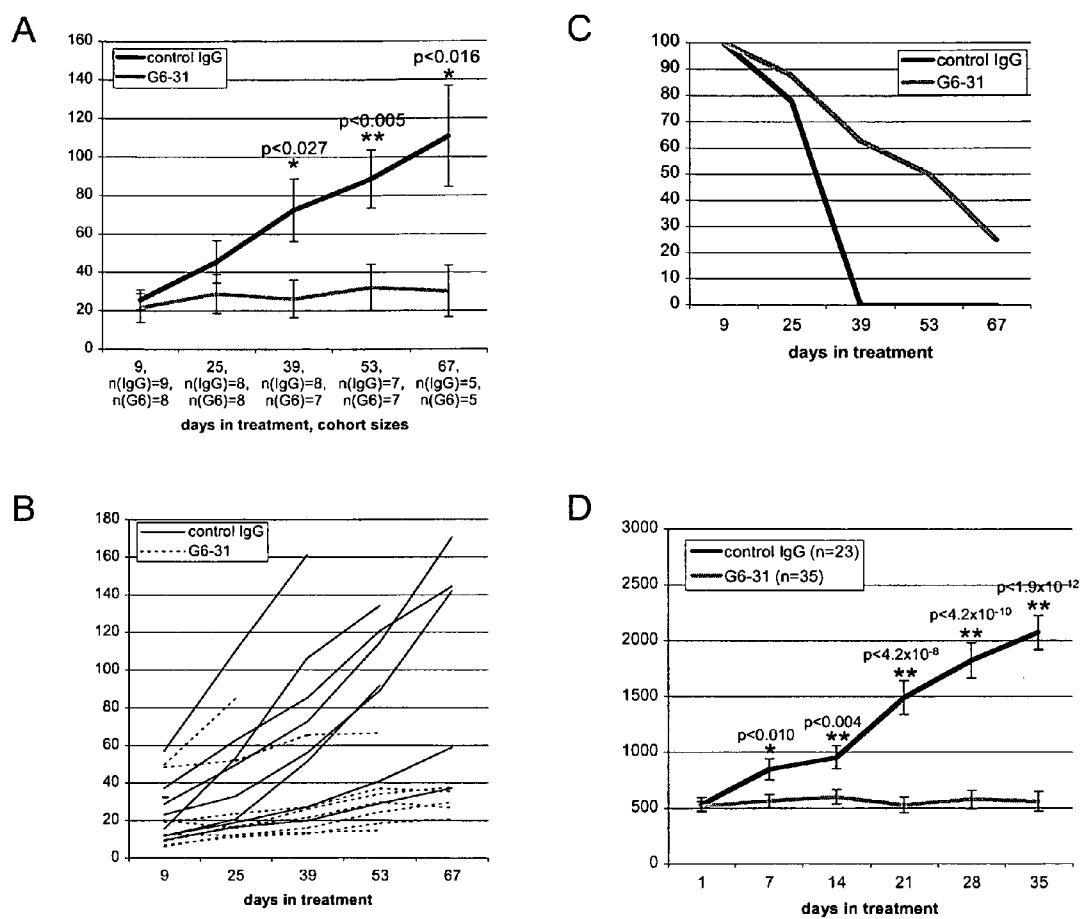 A
control IgG
G6-31
160
140
120
100
80
60
40
20
0
p<0.027
*
p<0.005
**
p<0.016
*
9, 25, 39, 53, 67,
n(IgG)=9, n(IgG)=8, n(IgG)=8, n(IgG)=7, n(IgG)=5,
n(G6)=8 n(G6)=8 n(G6)=7 n(G6)=7 n(G6)=5
days in treatment, cohort sizes
C
control IgG
G6-31
100
90
80
70
60
50
40
30
20
10
0
9 25 39 53 67
days in treatment
B
control IgG
G6-31
180
160
140
120
100
80
60
40
20
0
9 25 39 53 67
days in treatment
D
control IgG (n=23)
G6-31 (n=35)
3000
2500
2000
1500
1000
500
0
p<0.010
*
p<0.004
**
p<4.2x10⁻⁸
**
p<4.2x10⁻¹⁰
**
p<1.9x10⁻¹²
**
1 7 14 21 28 35
days in treatment